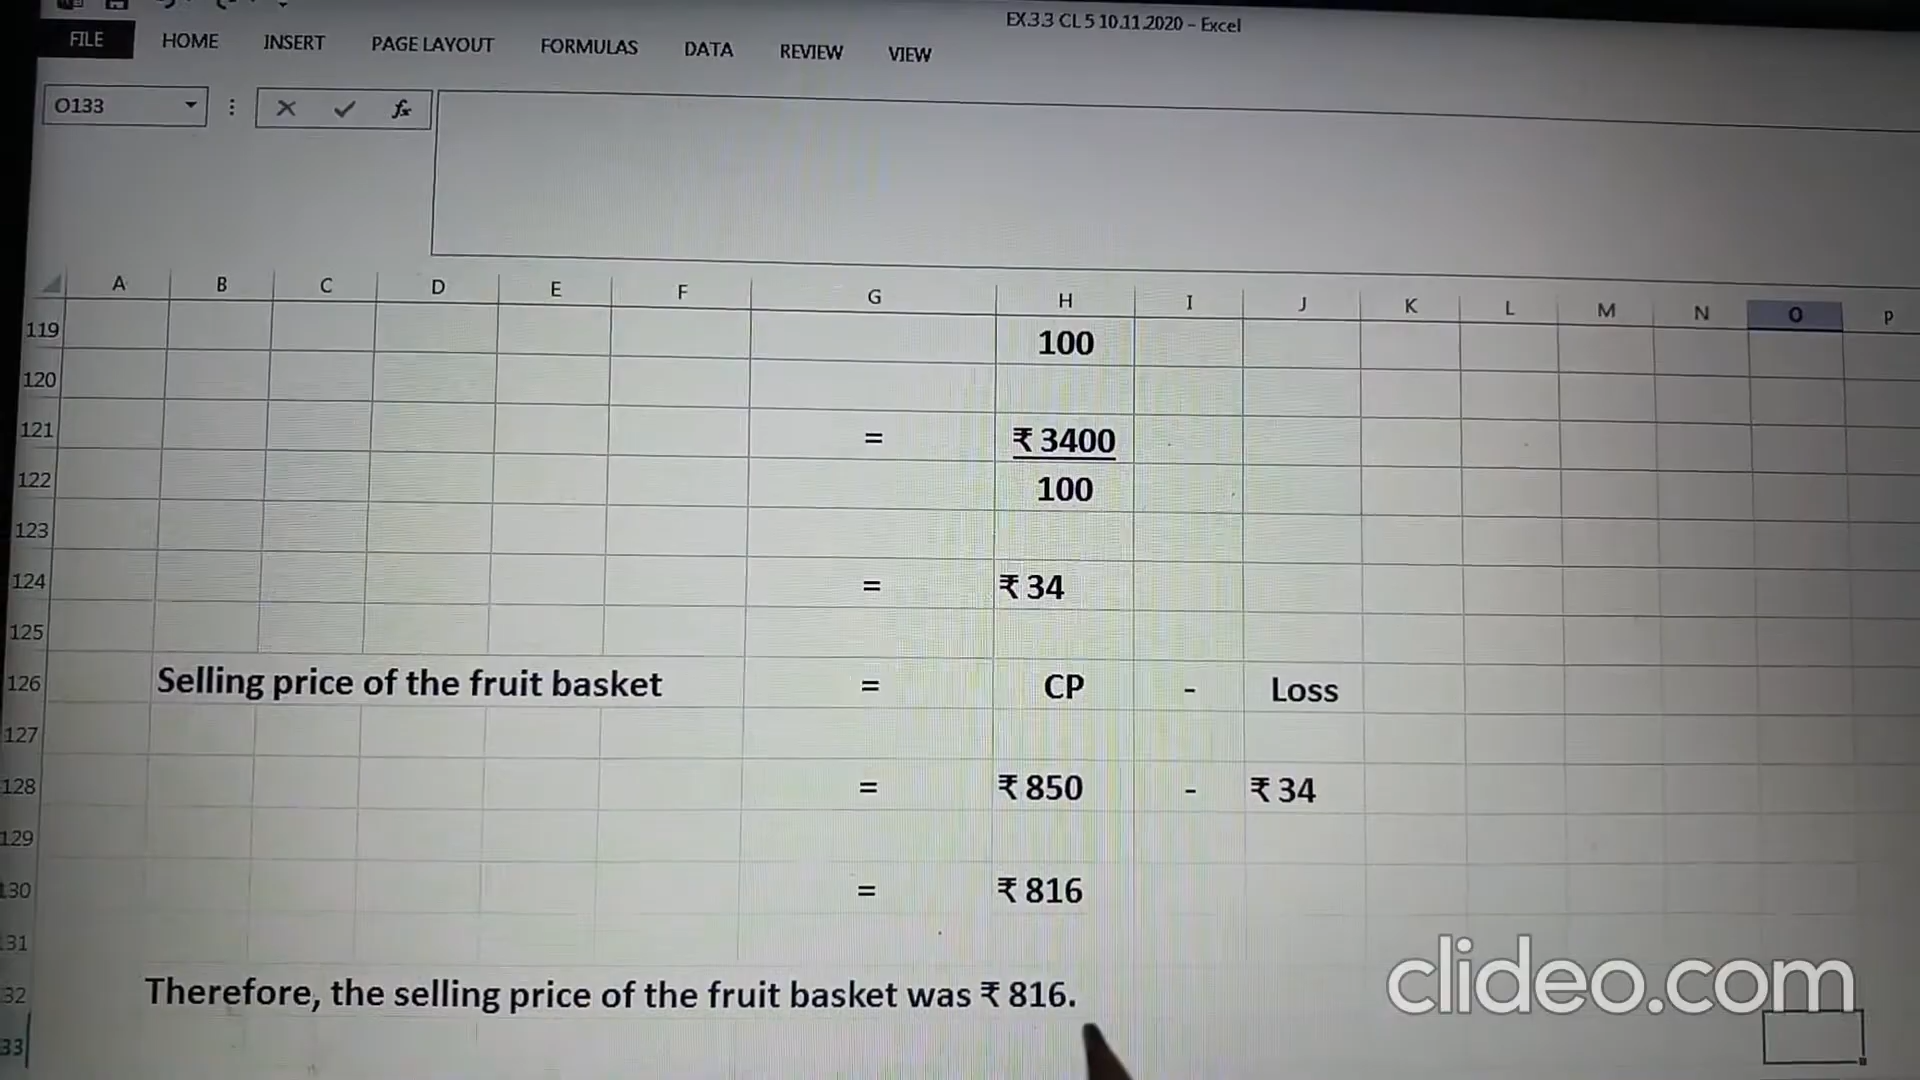 EX.3.3 CL 5 10.11.2020 - Excel
FILE HOME INSERT PAGE LAYOUT FORMULAS DATA REVIEW VIEW
O133 fx
A B C D E F G H I J K L M N O P
119 100
120
121 = ₹ 3400
122 100
123
124 = ₹ 34
125
126 Selling price of the fruit basket = CP - Loss
127
128 = ₹ 850 - ₹ 34
129
130 = ₹ 816
31
32 Therefore, the selling price of the fruit basket was ₹ 816.
33
clideo.com